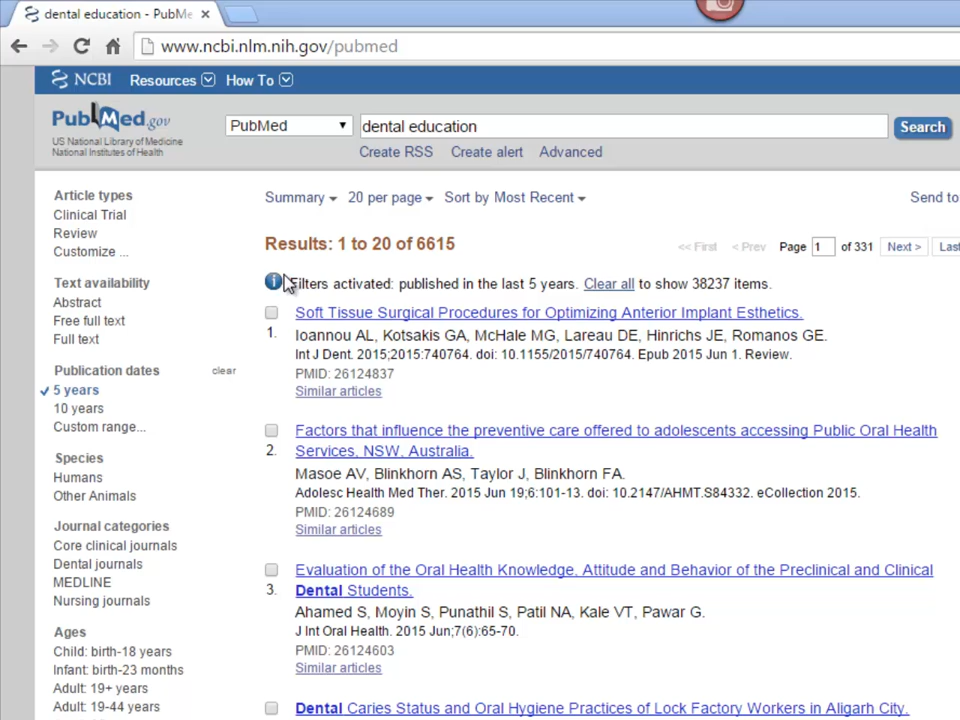 dental education - PubMe
www.ncbi.nlm.nih.gov/pubmed
NCBI Resources How To
PubMed.gov
US National Library of Medicine
National Institutes of Health
PubMed
dental education
Search
Create RSS Create alert Advanced
Article types
Clinical Trial
Review
Customize ...
Text availability
Abstract
Free full text
Full text
Publication dates clear
5 years
10 years
Custom range...
Species
Humans
Other Animals
Journal categories
Core clinical journals
Dental journals
MEDLINE
Nursing journals
Ages
Child: birth-18 years
Infant: birth-23 months
Adult: 19+ years
Adult: 19-44 years
Summary 20 per page Sort by Most Recent Send to
Results: 1 to 20 of 6615
<< First < Prev Page 1 of 331 Next > Last
Filters activated: published in the last 5 years. Clear all to show 38237 items.
Soft Tissue Surgical Procedures for Optimizing Anterior Implant Esthetics.
1. Ioannou AL, Kotsakis GA, McHale MG, Lareau DE, Hinrichs JE, Romanos GE.
Int J Dent. 2015;2015:740764. doi: 10.1155/2015/740764. Epub 2015 Jun 1. Review.
PMID: 26124837
Similar articles
Factors that influence the preventive care offered to adolescents accessing Public Oral Health
2. Services, NSW, Australia.
Masoe AV, Blinkhorn AS, Taylor J, Blinkhorn FA.
Adolesc Health Med Ther. 2015 Jun 19;6:101-13. doi: 10.2147/AHMT.S84332. eCollection 2015.
PMID: 26124689
Similar articles
Evaluation of the Oral Health Knowledge, Attitude and Behavior of the Preclinical and Clinical
3. Dental Students.
Ahamed S, Moyin S, Punathil S, Patil NA, Kale VT, Pawar G.
J Int Oral Health. 2015 Jun;7(6):65-70.
PMID: 26124603
Similar articles
Dental Caries Status and Oral Hygiene Practices of Lock Factory Workers in Aligarh City.